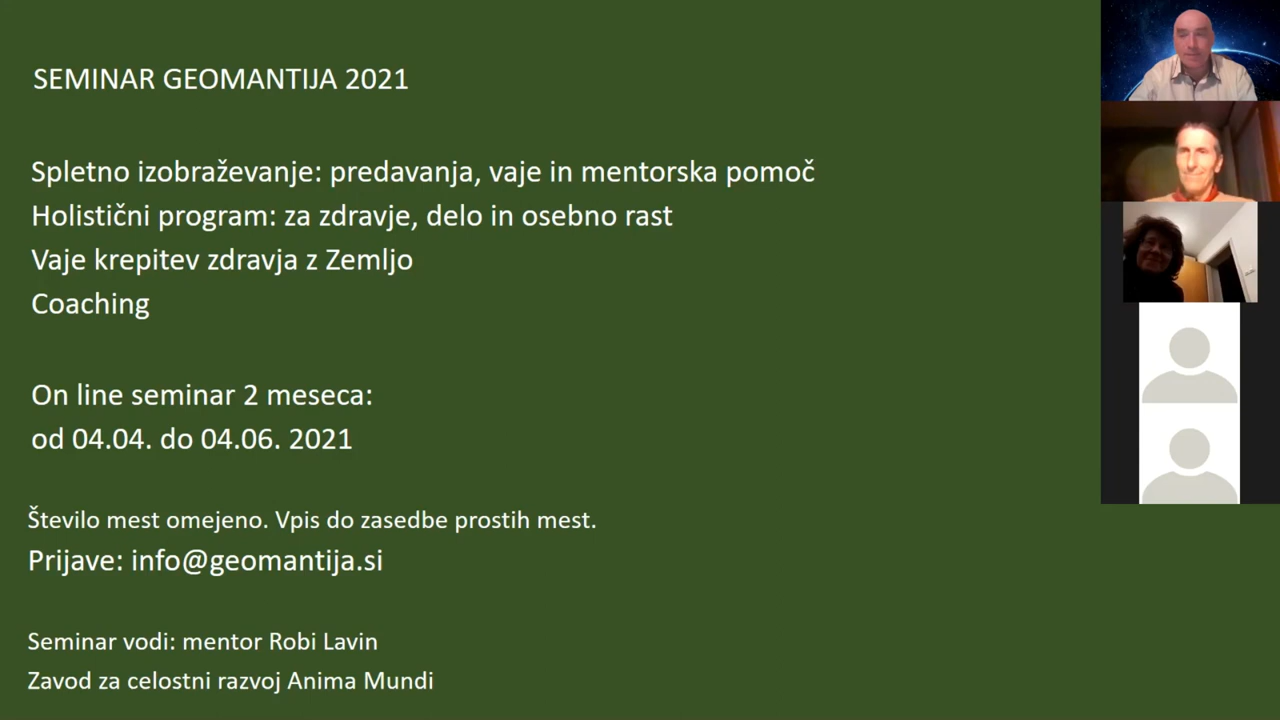 SEMINAR GEOMANTIJA 2021
Spletno izobraževanje: predavanja, vaje in mentorska pomoč
Holistični program: za zdravje, delo in osebno rast
Vaje krepitev zdravja z Zemljo
Coaching
On line seminar 2 meseca:
od 04.04. do 04.06. 2021
Število mest omejeno. Vpis do zasedbe prostih mest.
Prijave: info@geomantija.si
Seminar vodi: mentor Robi Lavin
Zavod za celostni razvoj Anima Mundi